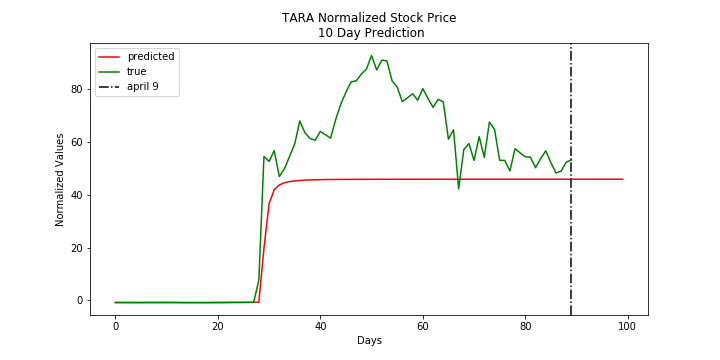 TARA Normalized Stock Price
10 Day Prediction
predicted
true
april 9
Normalized Values
80
60
40
20
0
0 20 40 60 80 100
Days